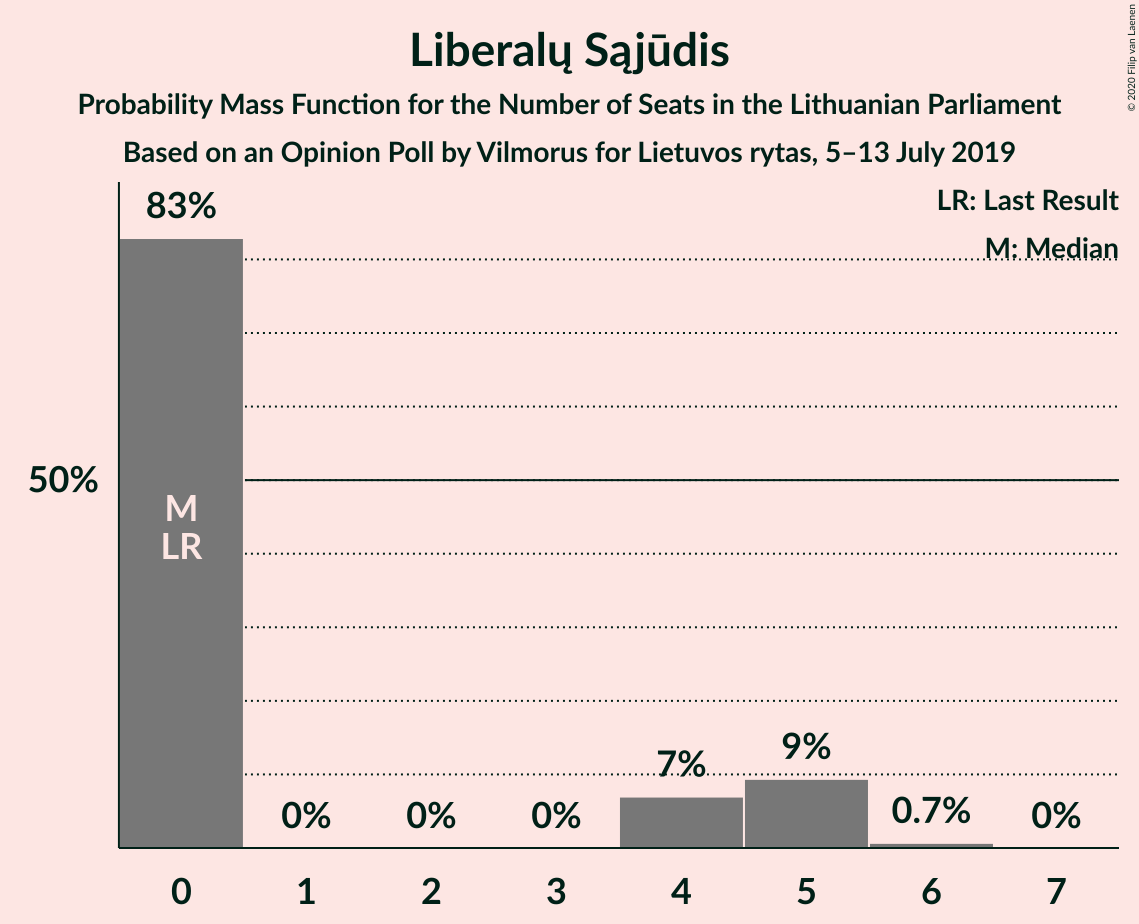 Liberalų Sąjūdis
Probability Mass Function for the Number of Seats in the Lithuanian Parliament
Based on an Opinion Poll by Vilmorus for Lietuvos rytas, 5–13 July 2019
© 2020 Filip van Laenen
LR: Last Result
M: Median
83%
50%
M
LR
0%
0%
0%
7%
9%
0.7%
0%
0
1
2
3
4
5
6
7